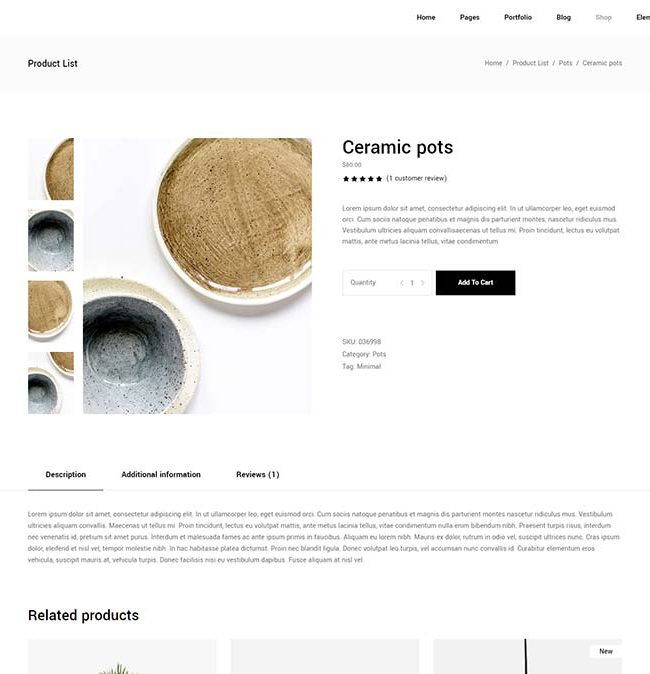 Home Pages Portfolio Blog Shop Elem
Product List
Home / Product List / Pots / Ceramic pots
Ceramic pots
$60.00
(1 customer review)
Lorem ipsum dolor sit amet, consectetur adipiscing elit. In ut ullamcorper leo, eget euismod
orci. Cum sociis natoque penatibus et magnis dis parturient montes, nascetur ridiculus mus.
Vestibulum ultricies aliquam convallisaecenas ut tellus mi. Proin tincidunt, lectus eu volutpat
mattis, ante metus lacinia tellus, vitae condimentum
Quantity < 1 > Add To Cart
SKU: 036998
Category: Pots
Tag: Minimal
Description Additional information Reviews (1)
Lorem ipsum dolor sit amet, consectetur adipiscing elit. In ut ullamcorper leo, eget euismod orci. Cum sociis natoque penatibus et magnis dis parturient montes nascetur ridiculus mus. Vestibulum
ultricies aliquam convallis. Maecenas ut tellus mi. Proin tincidunt, lectus eu volutpat mattis, ante metus lacinia tellus, vitae condimentum nulla enim bibendum nibh. Praesent turpis risus, interdum
nec venenatis id, pretium sit amet purus. Interdum et malesuada fames ac ante ipsum primis in faucibus. Aliquam eu lorem nibh. Mauris ex dolor, rutrum in odio vel, suscipit ultrices nunc. Cras ipsum
dolor, eleifend et nisl vel, tempor molestie nibh. In hac habitasse platea dictumst. Proin nec blandit ligula. Donec volutpat leo turpis, vel accumsan nunc convallis id. Curabitur elementum eros
vehicula, suscipit mauris at, vehicula turpis. Donec facilisis nisi eu vestibulum dapibus. Fusce aliquam at nisl vel.
Related products
New